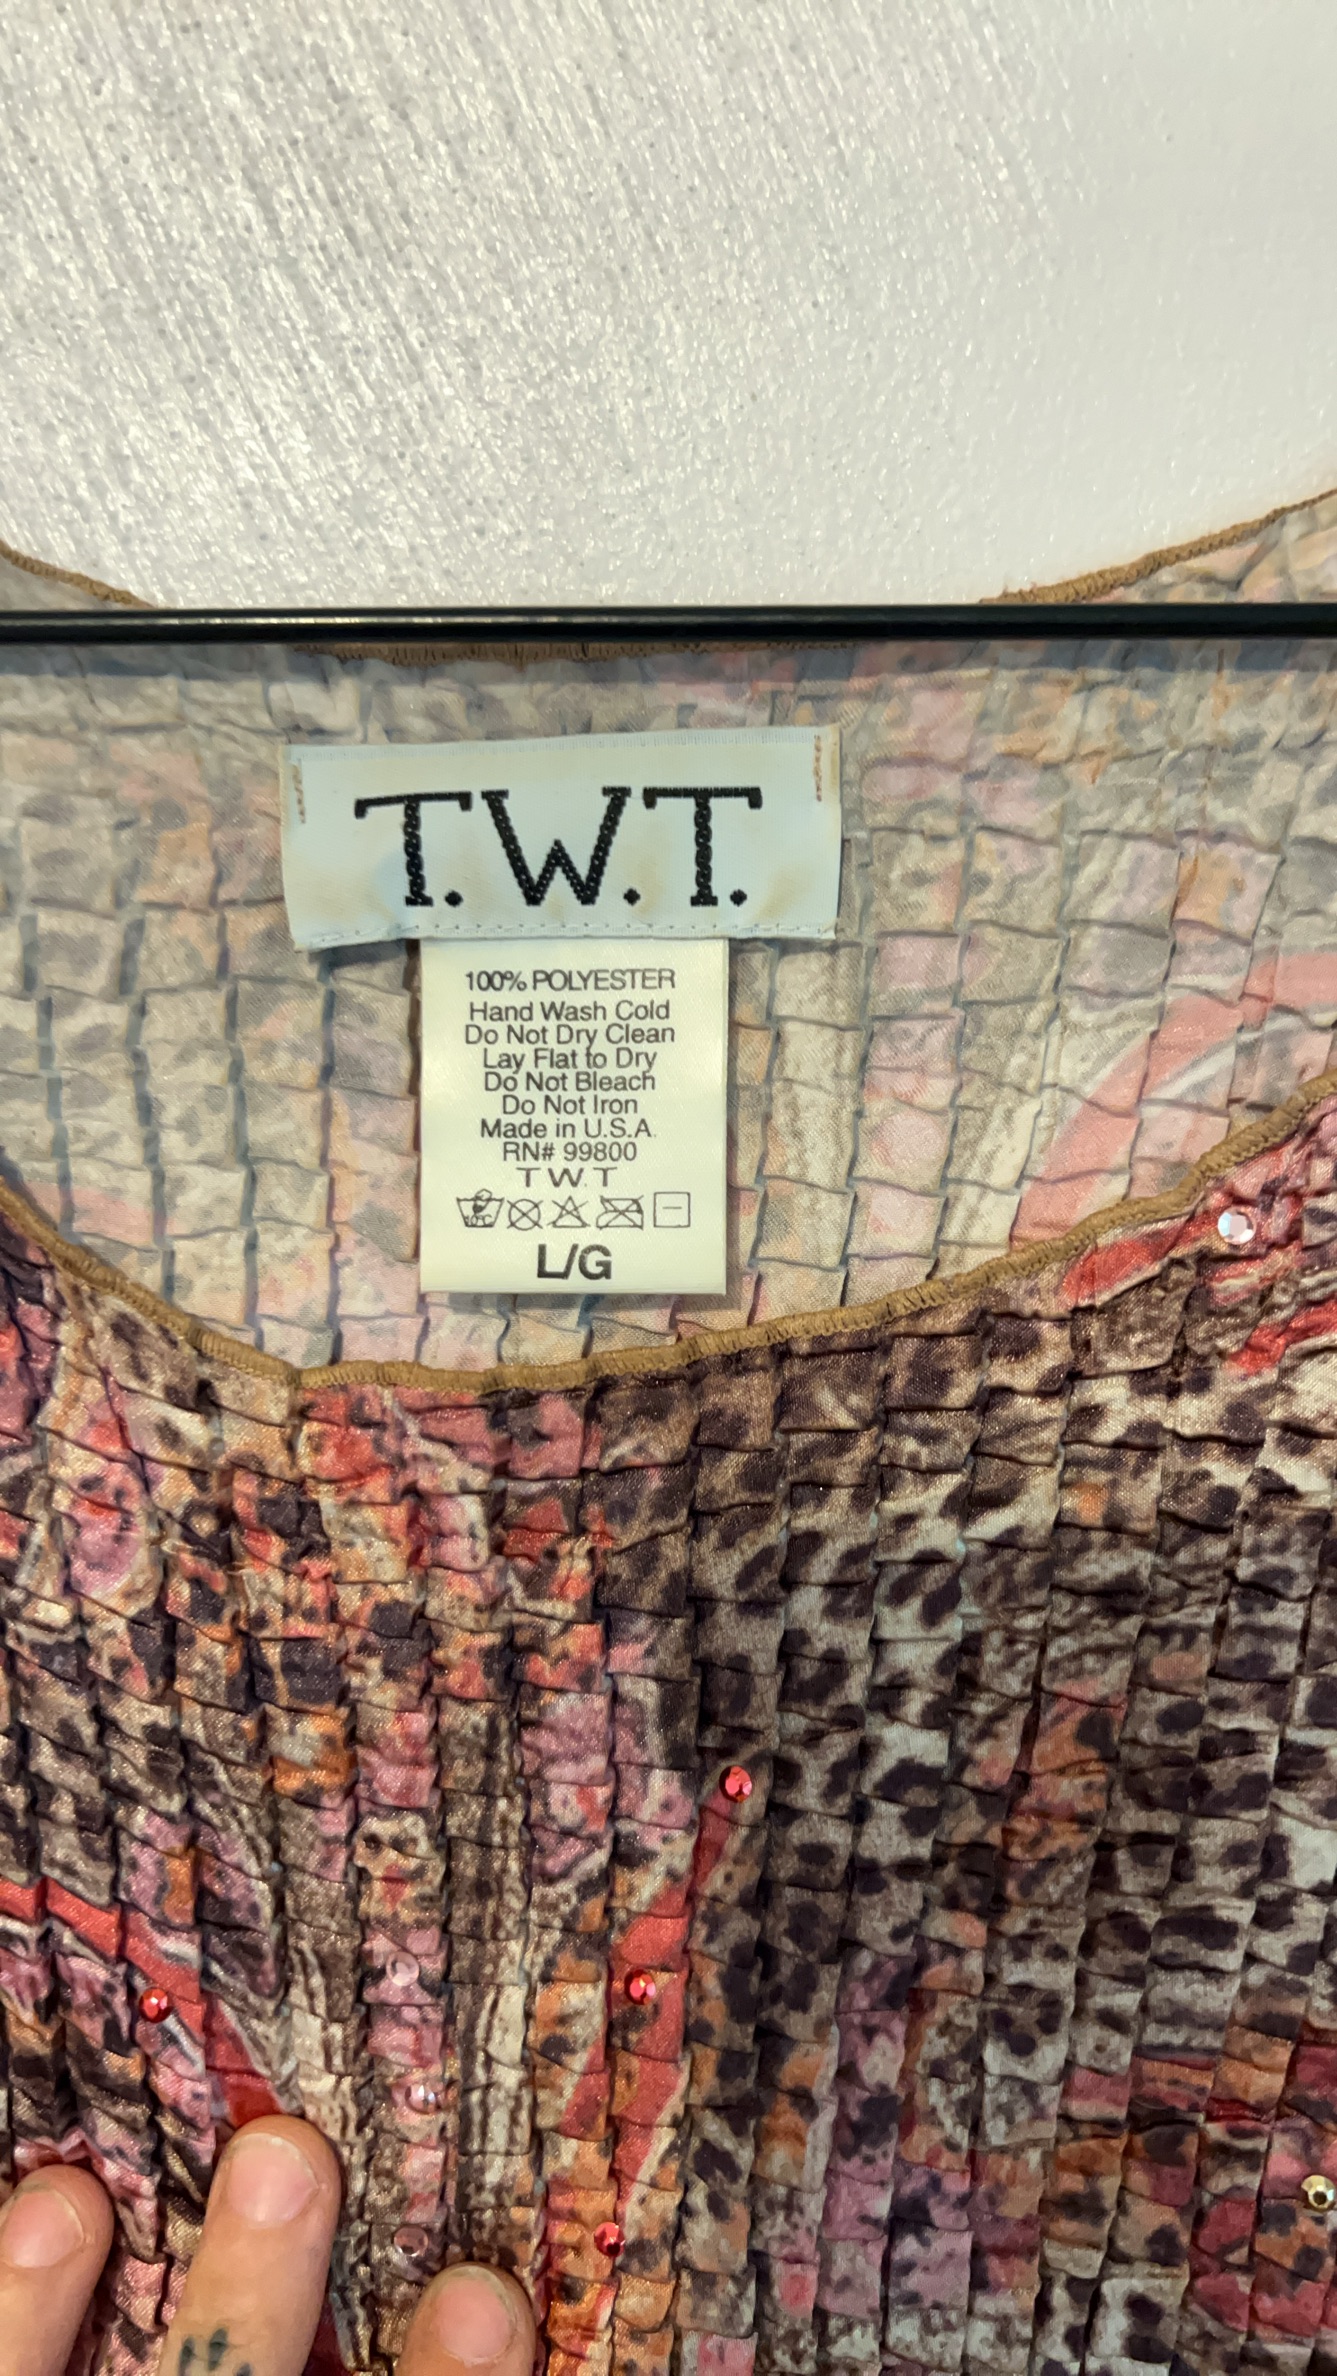 T.W.T.
100% POLYESTER
Hand Wash Cold
Do Not Dry Clean
Lay Flat to Dry
Do Not Bleach
Do Not Iron
Made in U.S.A.
RN# 99800
T W.T
L/G